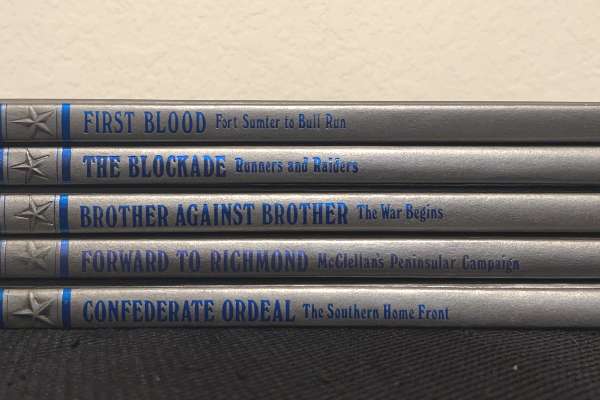 FIRST BLOOD Fort Sumter to Bull Run
THE BLOCKADE Runners and Raiders
BROTHER AGAINST BROTHER The War Begins
FORWARD TO RICHMOND McClellan's Peninsular Campaign
CONFEDERATE ORDEAL The Southern Home Front